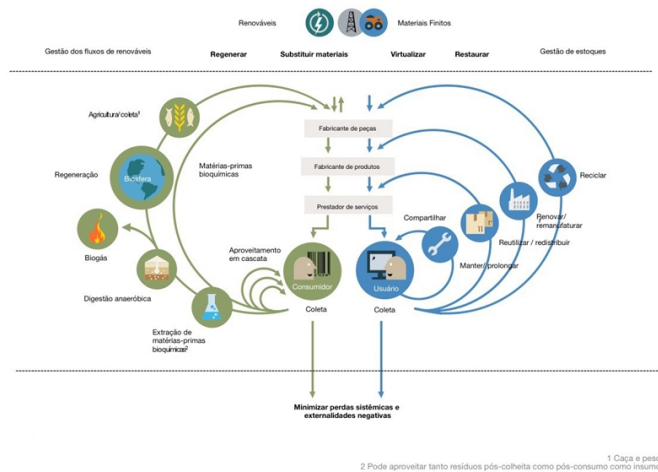 Renováveis
Materiais Finitos
Gestão dos fluxos de renováveis
Regenerar
Substituir materiais
Virtualizar
Restaurar
Gestão de estoques
Agricultura/coleta¹
Fabricante de peças
Matérias-primas
bioquímicas
Fabricante de produtos
Regeneração
Biosfera
Reciclar
Prestador de serviços
Compartilhar
Renovar/
remanufaturar
Reutilizar / redistribuir
Biogás
Aproveitamento
em cascata
Manter/prolongar
Consumidor
Usuário
Digestão anaeróbica
Coleta
Coleta
Extração de
matérias-primas
bioquímicas²
Minimizar perdas sistêmicas e
externalidades negativas
1 Caça e pesc
2 Pode aproveitar tanto resíduos pós-colheita como pós-consumo como insumo